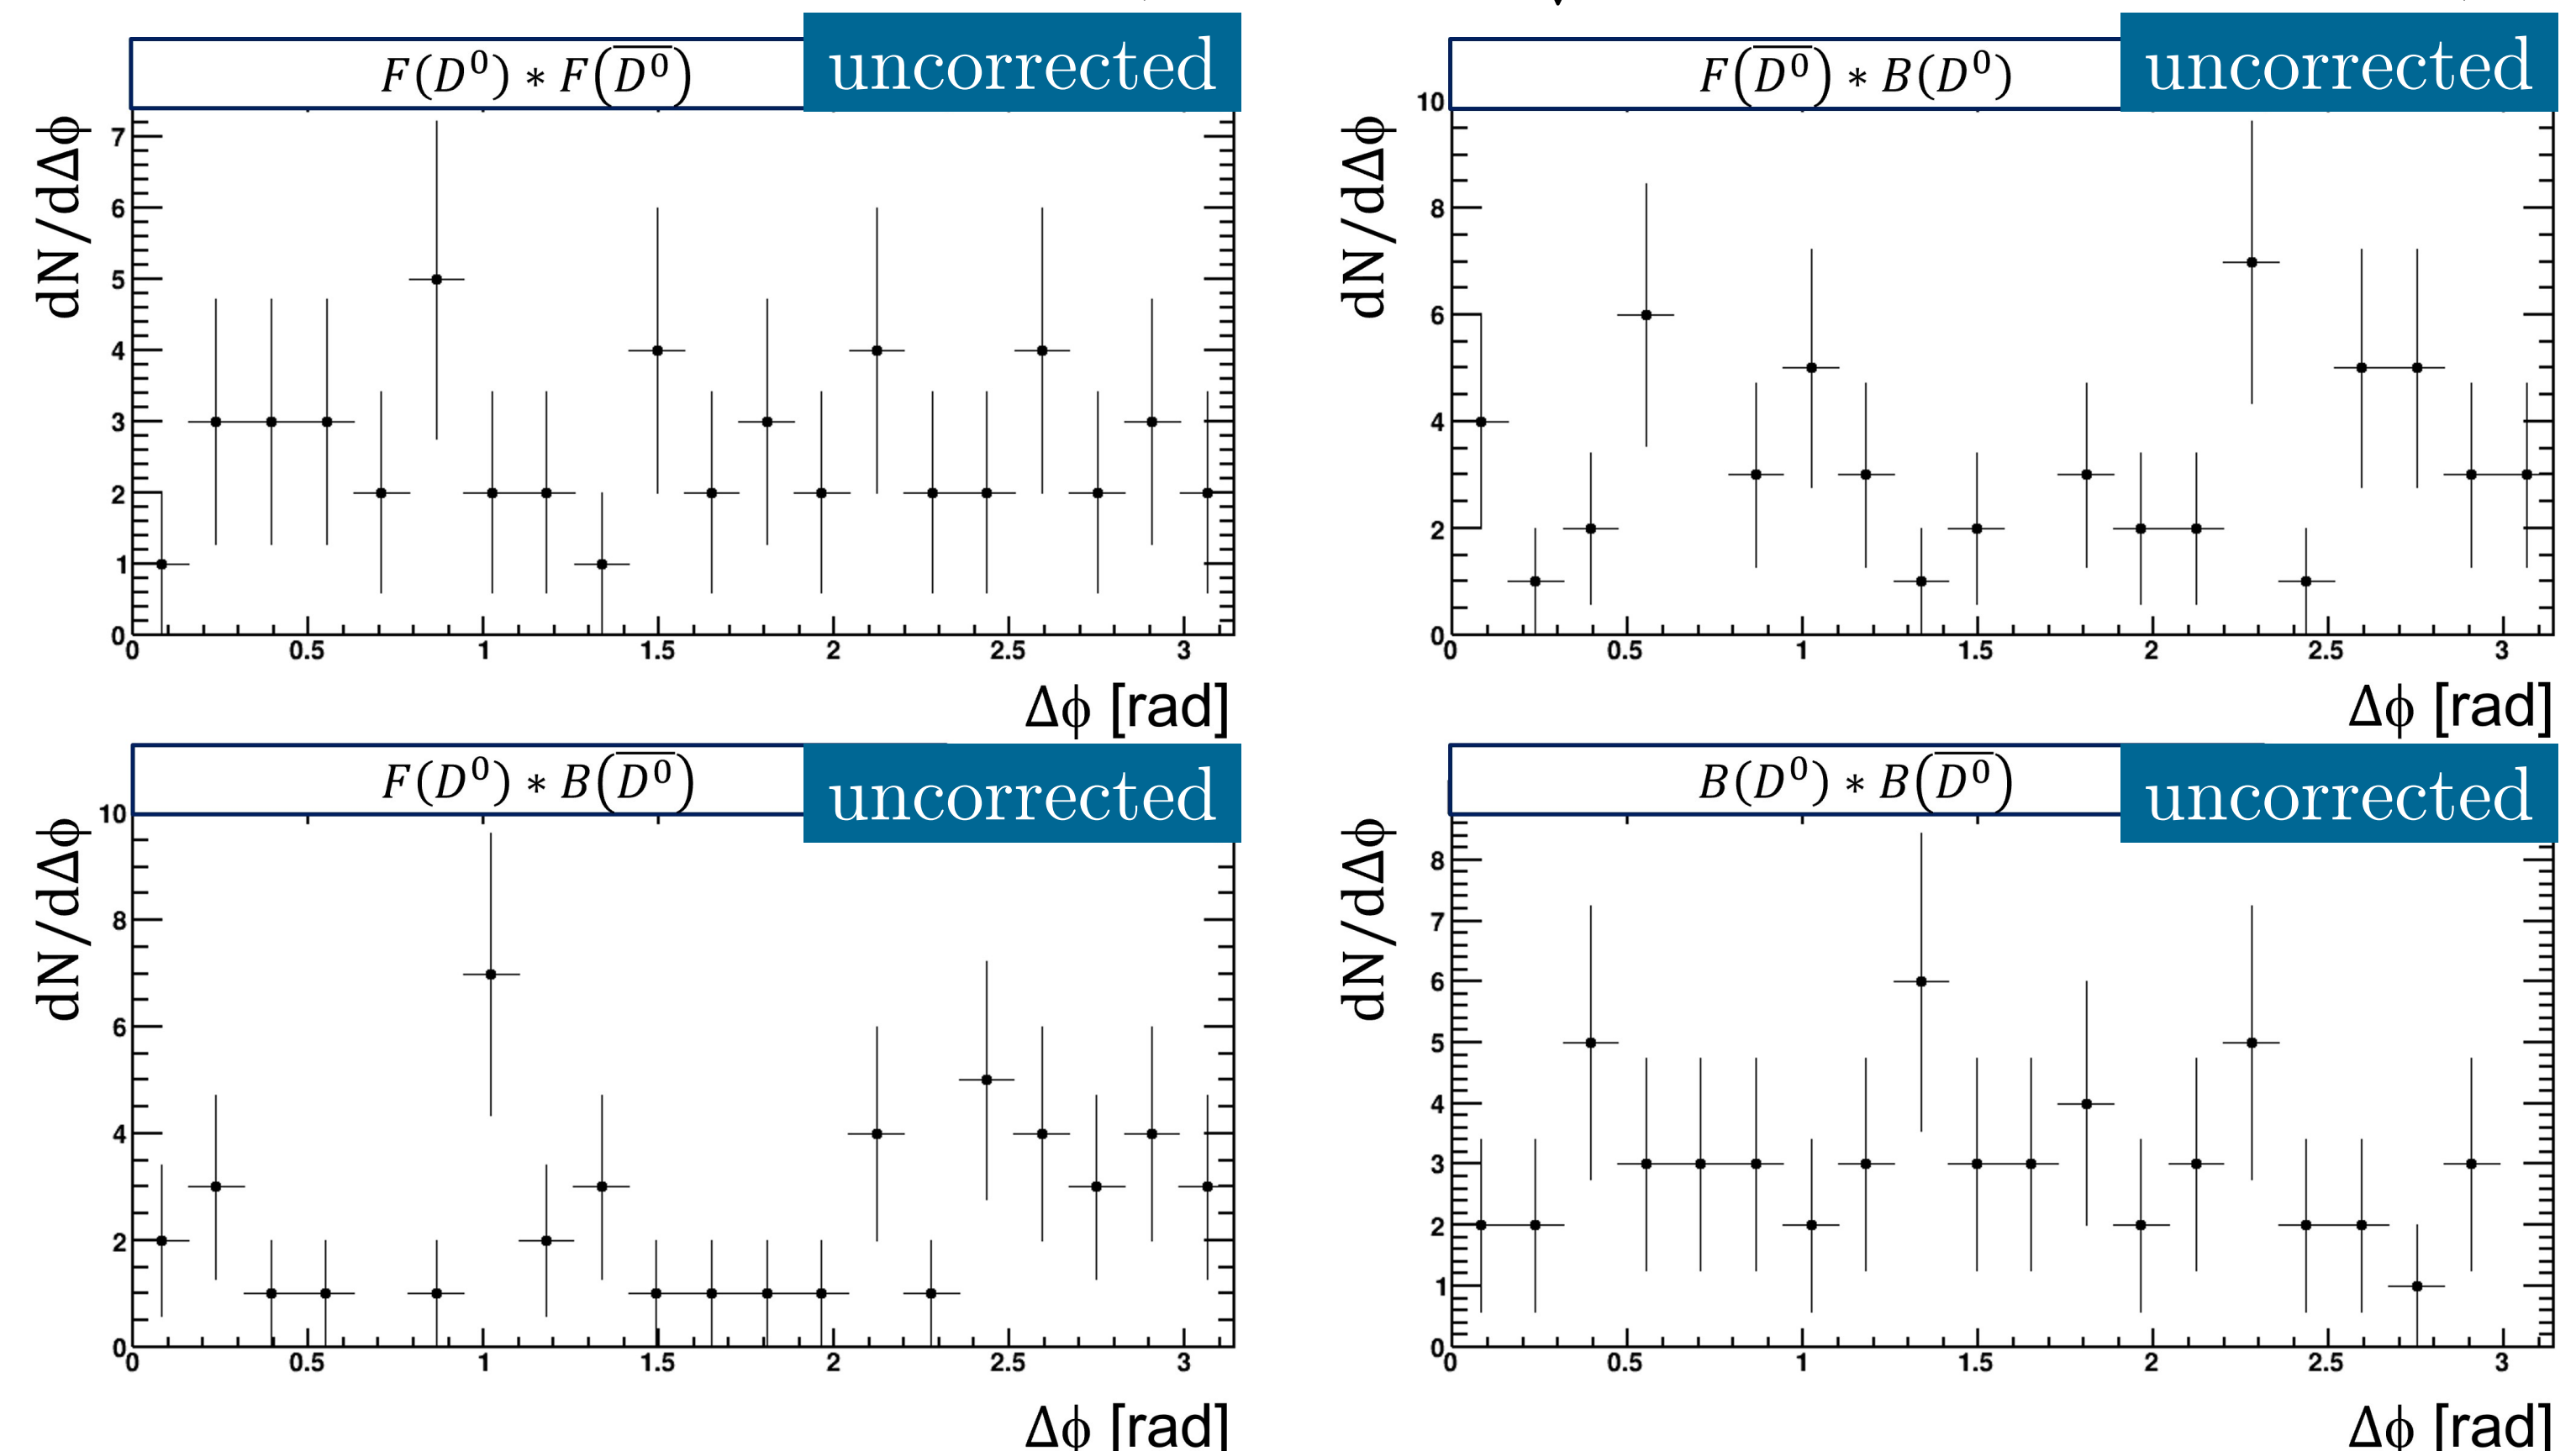 F(D⁰) ∗ F(D̅⁰) uncorrected
dN/dΔϕ
7
6
5
4
3
2
1
0
0 0.5 1 1.5 2 2.5 3
Δϕ [rad]
F(D̅⁰) ∗ B(D⁰) uncorrected
dN/dΔϕ
10
8
6
4
2
0
0 0.5 1 1.5 2 2.5 3
Δϕ [rad]
F(D⁰) ∗ B(D̅⁰) uncorrected
dN/dΔϕ
10
8
6
4
2
0
0 0.5 1 1.5 2 2.5 3
Δϕ [rad]
B(D⁰) ∗ B(D̅⁰) uncorrected
dN/dΔϕ
8
7
6
5
4
3
2
1
0
0 0.5 1 1.5 2 2.5 3
Δϕ [rad]